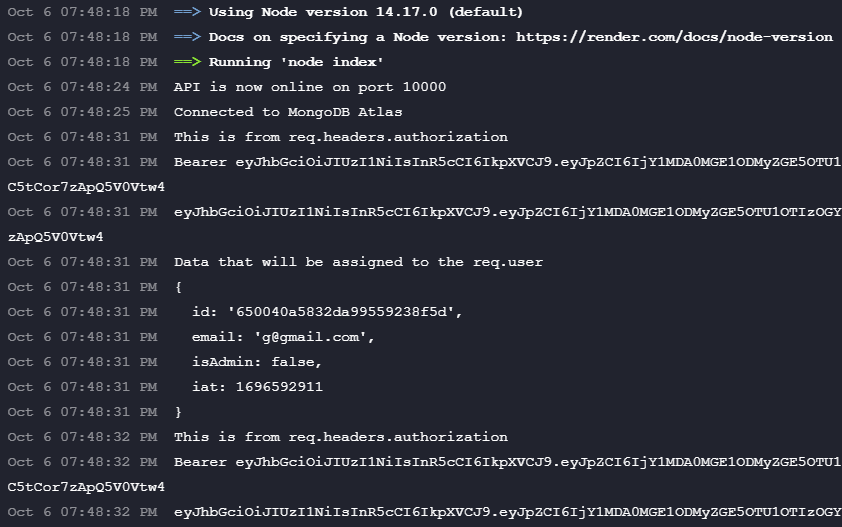 Oct 6 07:48:18 PM ==> Using Node version 14.17.0 (default)
Oct 6 07:48:18 PM ==> Docs on specifying a Node version: https://render.com/docs/node-version
Oct 6 07:48:18 PM ==> Running 'node index'
Oct 6 07:48:24 PM API is now online on port 10000
Oct 6 07:48:25 PM Connected to MongoDB Atlas
Oct 6 07:48:31 PM This is from req.headers.authorization
Oct 6 07:48:31 PM Bearer eyJhbGciOiJIUzI1NiIsInR5cCI6IkpXVCJ9.eyJpZCI6IjY1MDA0MGE1ODMyZGE5OTU1
C5tCor7zApQ5V0Vtw4
Oct 6 07:48:31 PM eyJhbGciOiJIUzI1NiIsInR5cCI6IkpXVCJ9.eyJpZCI6IjY1MDA0MGE1ODMyZGE5OTU1OTIzOGY
zApQ5V0Vtw4
Oct 6 07:48:31 PM Data that will be assigned to the req.user
Oct 6 07:48:31 PM {
Oct 6 07:48:31 PM id: '650040a5832da99559238f5d',
Oct 6 07:48:31 PM email: 'g@gmail.com',
Oct 6 07:48:31 PM isAdmin: false,
Oct 6 07:48:31 PM iat: 1696592911
Oct 6 07:48:31 PM }
Oct 6 07:48:32 PM This is from req.headers.authorization
Oct 6 07:48:32 PM Bearer eyJhbGciOiJIUzI1NiIsInR5cCI6IkpXVCJ9.eyJpZCI6IjY1MDA0MGE1ODMyZGE5OTU1
C5tCor7zApQ5V0Vtw4
Oct 6 07:48:32 PM eyJhbGciOiJIUzI1NiIsInR5cCI6IkpXVCJ9.eyJpZCI6IjY1MDA0MGE1ODMyZGE5OTU1OTIzOGY